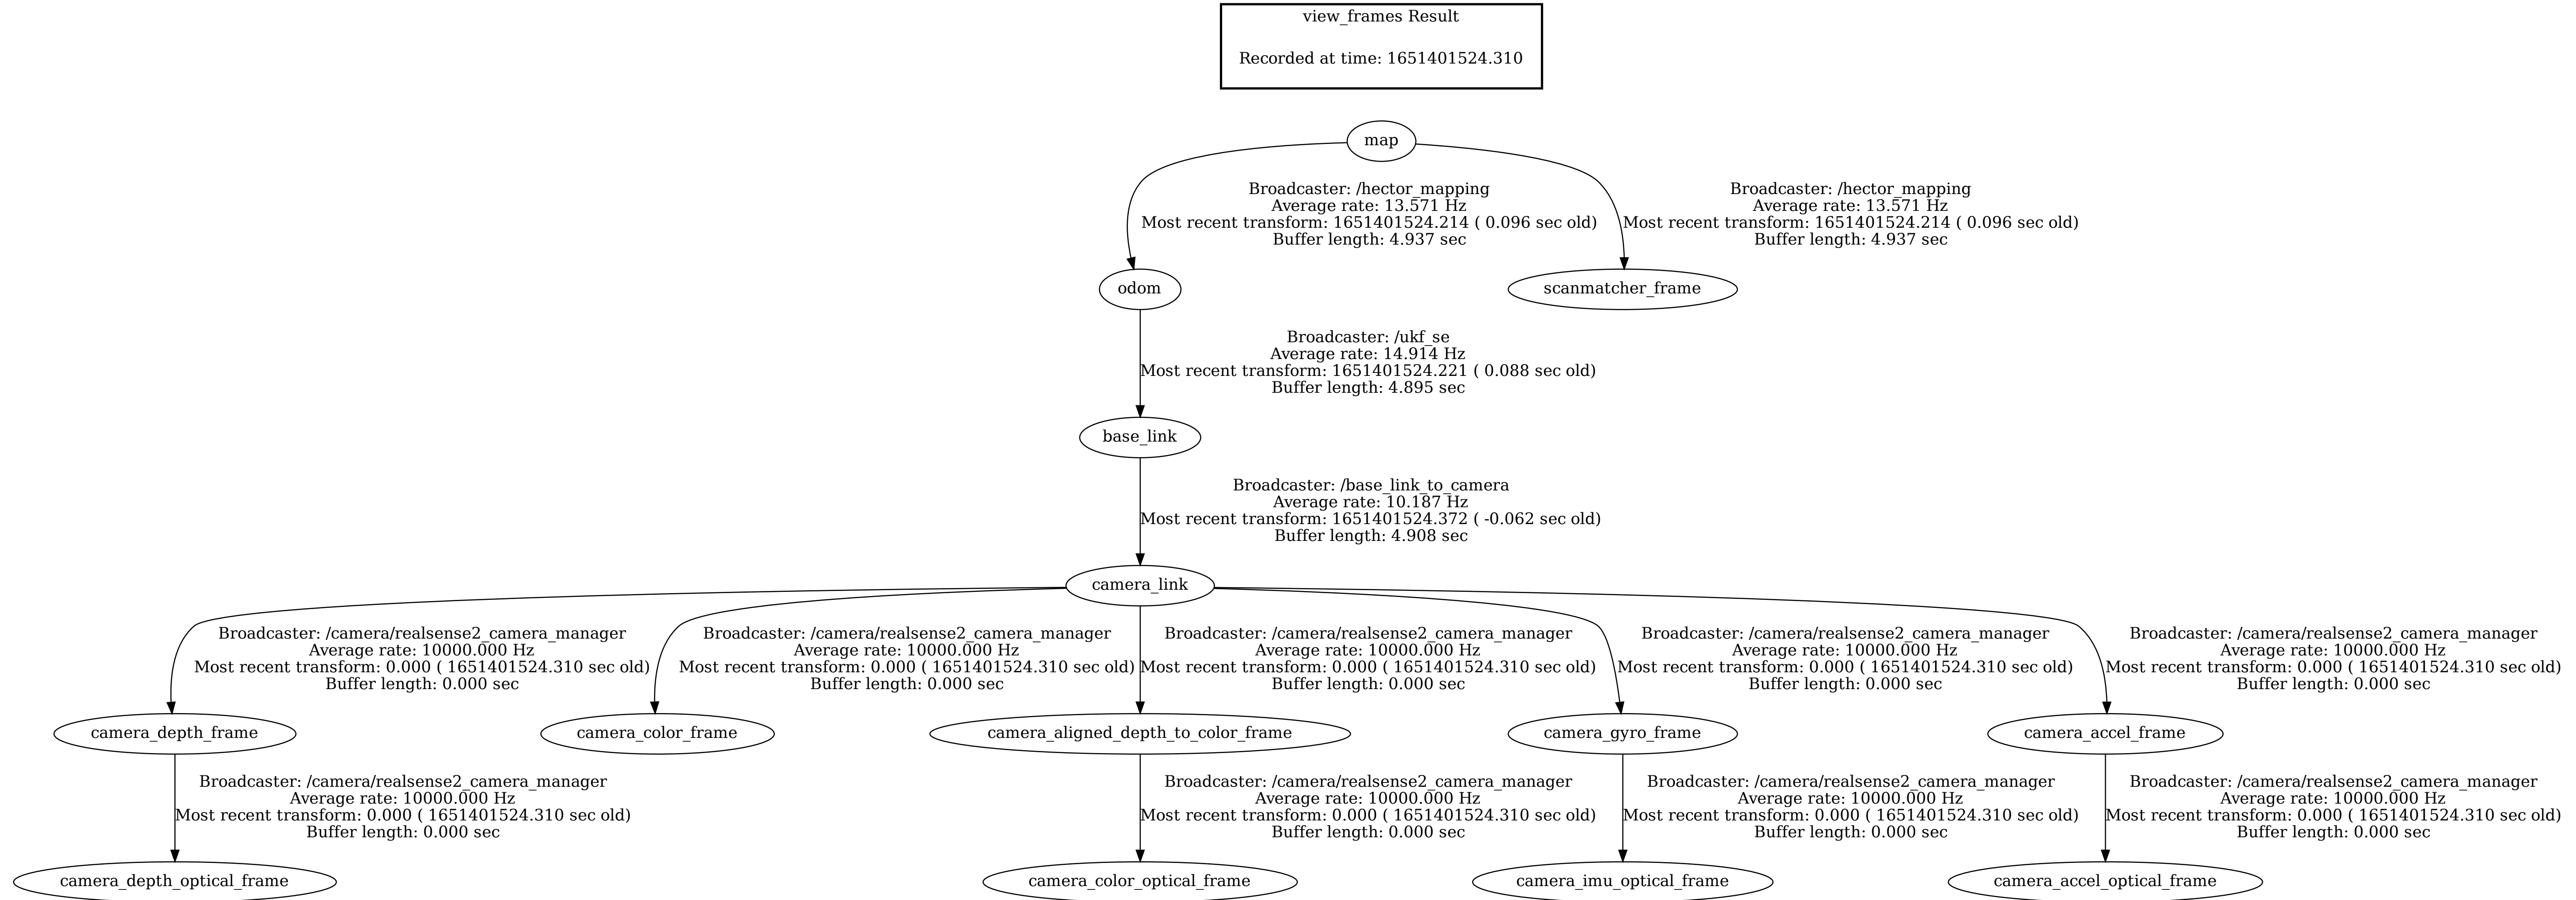 view_frames Result
Recorded at time: 1651401524.310
map
Broadcaster: /hector_mapping
Average rate: 13.571 Hz
Most recent transform: 1651401524.214 ( 0.096 sec old)
Buffer length: 4.937 sec
Broadcaster: /hector_mapping
Average rate: 13.571 Hz
Most recent transform: 1651401524.214 ( 0.096 sec old)
Buffer length: 4.937 sec
odom
scanmatcher_frame
Broadcaster: /ukf_se
Average rate: 14.914 Hz
Most recent transform: 1651401524.221 ( 0.088 sec old)
Buffer length: 4.895 sec
base_link
Broadcaster: /base_link_to_camera
Average rate: 10.187 Hz
Most recent transform: 1651401524.372 ( -0.062 sec old)
Buffer length: 4.908 sec
camera_link
Broadcaster: /camera/realsense2_camera_manager
Average rate: 10000.000 Hz
Most recent transform: 0.000 ( 1651401524.310 sec old)
Buffer length: 0.000 sec
Broadcaster: /camera/realsense2_camera_manager
Average rate: 10000.000 Hz
Most recent transform: 0.000 ( 1651401524.310 sec old)
Buffer length: 0.000 sec
Broadcaster: /camera/realsense2_camera_manager
Average rate: 10000.000 Hz
Most recent transform: 0.000 ( 1651401524.310 sec old)
Buffer length: 0.000 sec
Broadcaster: /camera/realsense2_camera_manager
Average rate: 10000.000 Hz
Most recent transform: 0.000 ( 1651401524.310 sec old)
Buffer length: 0.000 sec
Broadcaster: /camera/realsense2_camera_manager
Average rate: 10000.000 Hz
Most recent transform: 0.000 ( 1651401524.310 sec old)
Buffer length: 0.000 sec
camera_depth_frame
camera_color_frame
camera_aligned_depth_to_color_frame
camera_gyro_frame
camera_accel_frame
Broadcaster: /camera/realsense2_camera_manager
Average rate: 10000.000 Hz
Most recent transform: 0.000 ( 1651401524.310 sec old)
Buffer length: 0.000 sec
Broadcaster: /camera/realsense2_camera_manager
Average rate: 10000.000 Hz
Most recent transform: 0.000 ( 1651401524.310 sec old)
Buffer length: 0.000 sec
Broadcaster: /camera/realsense2_camera_manager
Average rate: 10000.000 Hz
Most recent transform: 0.000 ( 1651401524.310 sec old)
Buffer length: 0.000 sec
Broadcaster: /camera/realsense2_camera_manager
Average rate: 10000.000 Hz
Most recent transform: 0.000 ( 1651401524.310 sec old)
Buffer length: 0.000 sec
camera_depth_optical_frame
camera_color_optical_frame
camera_imu_optical_frame
camera_accel_optical_frame